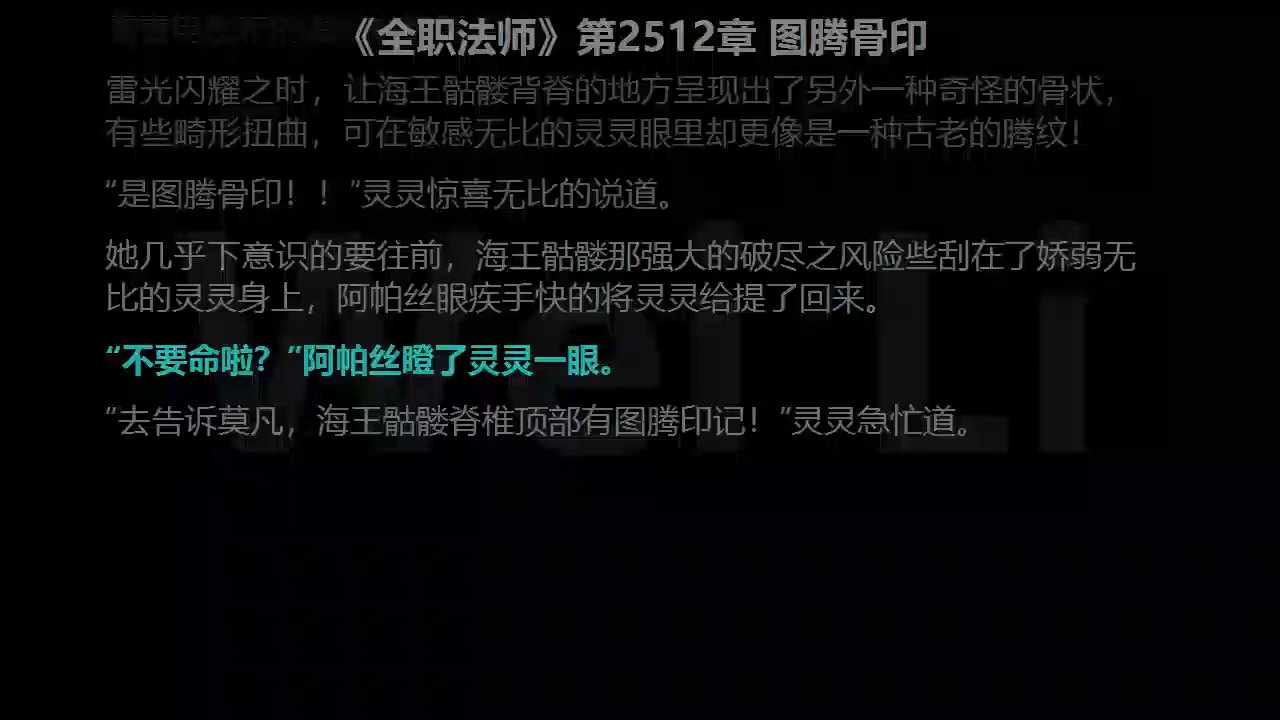 《全职法师》第2512章 图腾骨印
雷光闪耀之时，让海王骷髅背脊的地方呈现出了另外一种奇怪的骨状，
有些畸形扭曲，可在敏感无比的灵灵眼里却更像是一种古老的腾纹！
“是图腾骨印！！”灵灵惊喜无比的说道。
她几乎下意识的要往前，海王骷髅那强大的破尽之风险些刮在了娇弱无
比的灵灵身上，阿帕丝眼疾手快的将灵灵给提了回来。
“不要命啦？”阿帕丝瞪了灵灵一眼。
“去告诉莫凡，海王骷髅脊椎顶部有图腾印记！”灵灵急忙道。
Wei Li